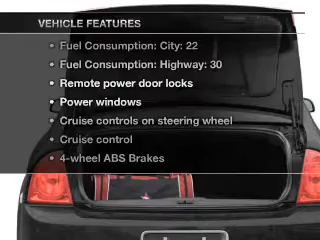 VEHICLE FEATURES
• Fuel Consumption: City: 22
• Fuel Consumption: Highway: 30
• Remote power door locks
• Power windows
• Cruise controls on steering wheel
• Cruise control
• 4-wheel ABS Brakes